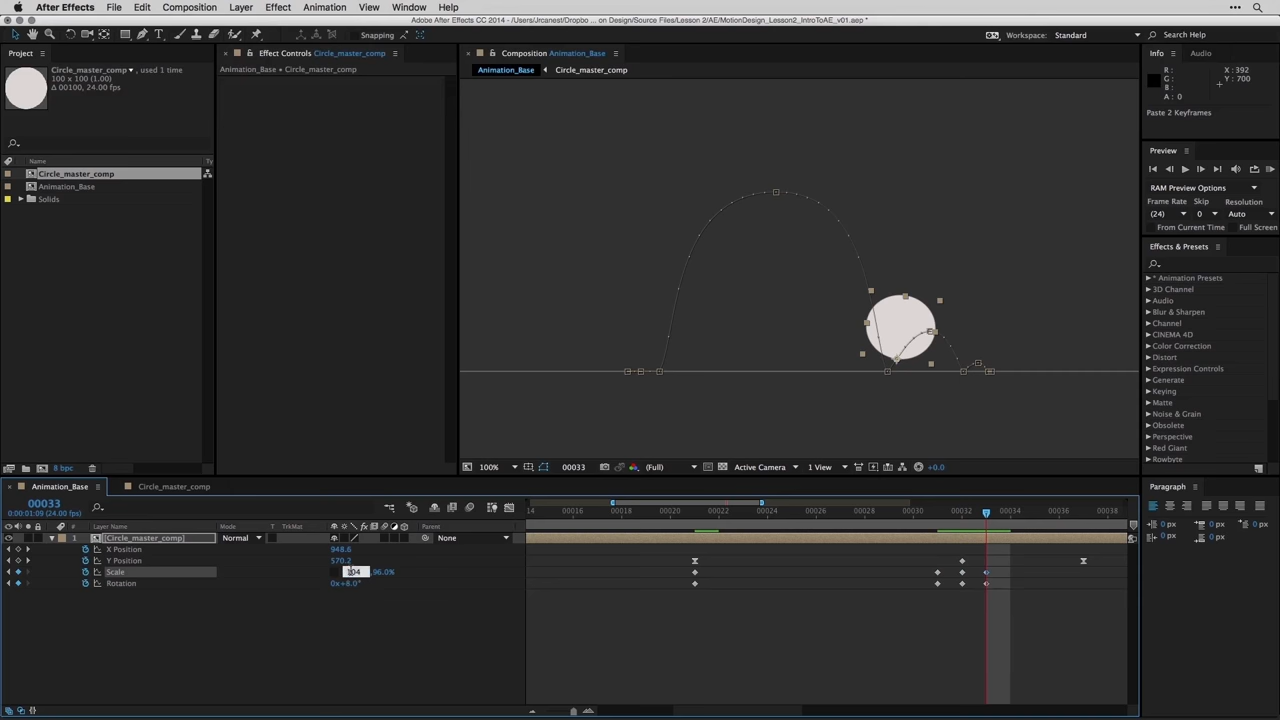 After Effects File Edit Composition Layer Effect Animation View Window Help
Adobe After Effects CC 2014 - /Users/Jrcanest/Dropbo ... on Design/Source Files/Lesson 2/AE/MotionDesign_Lesson2_IntroToAE_v01.aep *
Snapping Workspace: Standard Search Help
Project Effect Controls Circle_master_comp Composition Animation_Base Info Audio
Circle_master_comp , used 1 time
100 x 100 (1.00)
Δ 00100, 24.00 fps
Animation_Base • Circle_master_comp
Animation_Base Circle_master_comp
R :
G :
B :
A : 0
X : 392
Y : 700
Paste 2 Keyframes
Name Ty
Circle_master_comp
Animation_Base
Solids
Preview
RAM Preview Options
Frame Rate Skip Resolution
(24) 0 Auto
From Current Time Full Screen
Effects & Presets
* Animation Presets
3D Channel
Audio
Blur & Sharpen
Channel
CINEMA 4D
Color Correction
Distort
Expression Controls
Generate
Keying
Matte
Noise & Grain
Obsolete
Perspective
Red Giant
Rowbyte
8 bpc
100% 00033 (Full) Active Camera 1 View +0.0
Animation_Base Circle_master_comp
Paragraph
00033
0:00:01:09 (24.00 fps)
14 00016 00018 00020 00022 00024 00026 00028 00030 00032 00034 00036 00038
# Layer Name Mode T TrkMat Parent
1 [Circle_master_comp] Normal None
X Position 948.6
Y Position 570.2
Scale 104 ,96.0%
Rotation 0x+8.0°
0 px 0 px 0 px
0 px 0 px